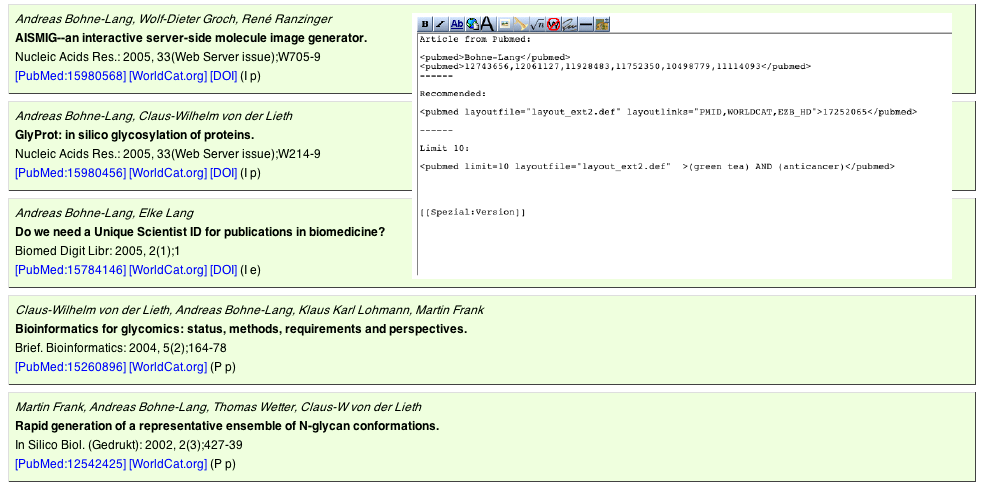 Andreas Bohne-Lang, Wolf-Dieter Groch, René Ranzinger
AISMIG--an interactive server-side molecule image generator.
Nucleic Acids Res.: 2005, 33(Web Server issue);W705-9
[PubMed:15980568] [WorldCat.org] [DOI] (I p)
Andreas Bohne-Lang, Claus-Wilhelm von der Lieth
GlyProt: in silico glycosylation of proteins.
Nucleic Acids Res.: 2005, 33(Web Server issue);W214-9
[PubMed:15980456] [WorldCat.org] [DOI] (I p)
Andreas Bohne-Lang, Elke Lang
Do we need a Unique Scientist ID for publications in biomedicine?
Biomed Digit Libr: 2005, 2(1);1
[PubMed:15784146] [WorldCat.org] [DOI] (I e)
Claus-Wilhelm von der Lieth, Andreas Bohne-Lang, Klaus Karl Lohmann, Martin Frank
Bioinformatics for glycomics: status, methods, requirements and perspectives.
Brief. Bioinformatics: 2004, 5(2);164-78
[PubMed:15260896] [WorldCat.org] (P p)
Martin Frank, Andreas Bohne-Lang, Thomas Wetter, Claus-W von der Lieth
Rapid generation of a representative ensemble of N-glycan conformations.
In Silico Biol. (Gedrukt): 2002, 2(3);427-39
[PubMed:12542425] [WorldCat.org] (P p)
B Ab A √n W
Article from Pubmed:
<pubmed>Bohne-Lang</pubmed>
<pubmed>12743656,12061127,11928483,11752350,10498779,11114093</pubmed>
------
Recommended:
<pubmed layoutfile="layout_ext2.def" layoutlinks="PMID,WORLDCAT,EZB_HD">17252065</pubmed>
------
Limit 10:
<pubmed limit=10 layoutfile="layout_ext2.def"  >(green tea) AND (anticancer)</pubmed>
[[Spezial:Version]]